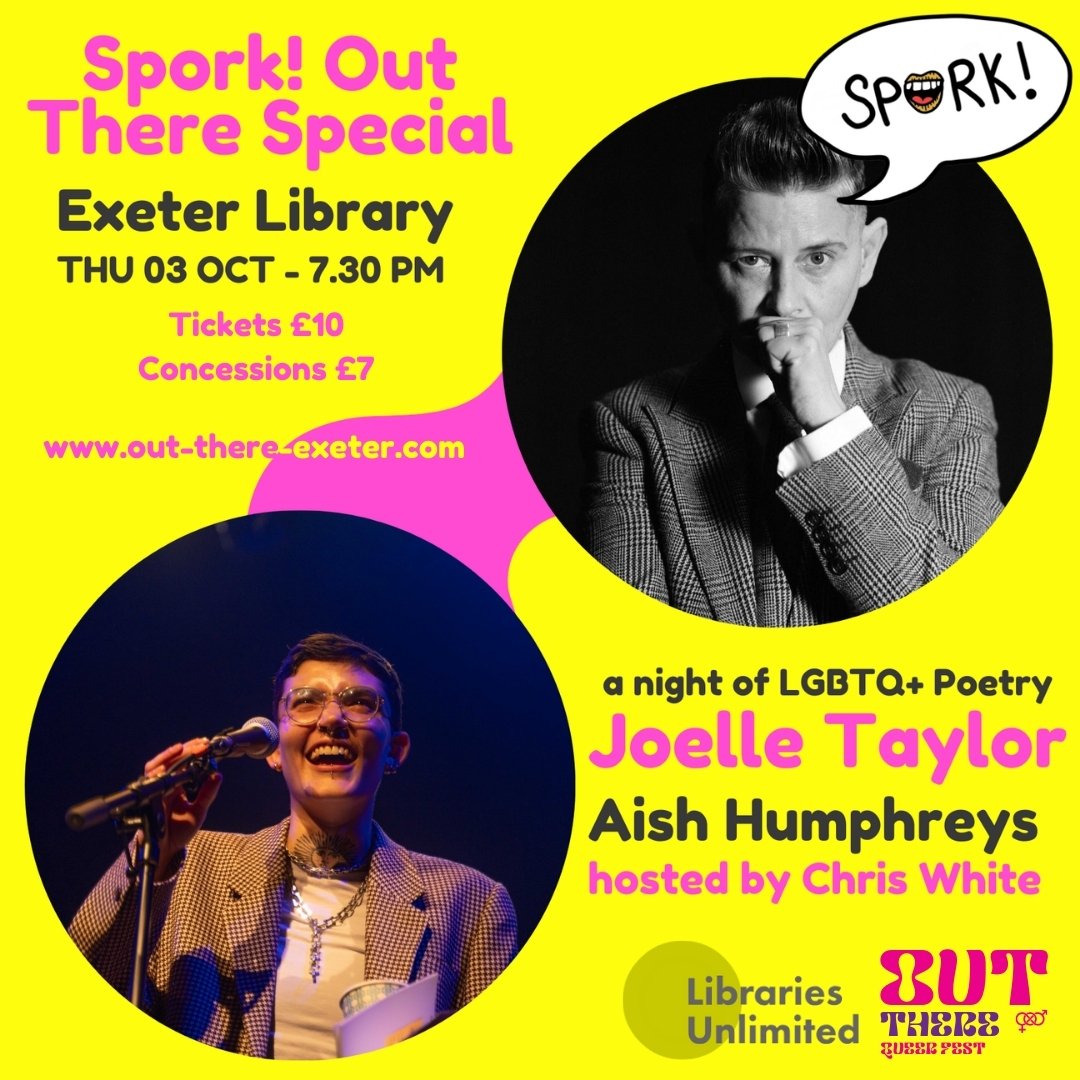 Spork! Out
There Special
Exeter Library
THU 03 OCT - 7.30 PM
Tickets £10
Concessions £7
www.out-there-exeter.com
SPORK!
a night of LGBTQ+ Poetry
Joelle Taylor
Aish Humphreys
hosted by Chris White
Libraries
Unlimited
OUT
THERE
QUEER FEST